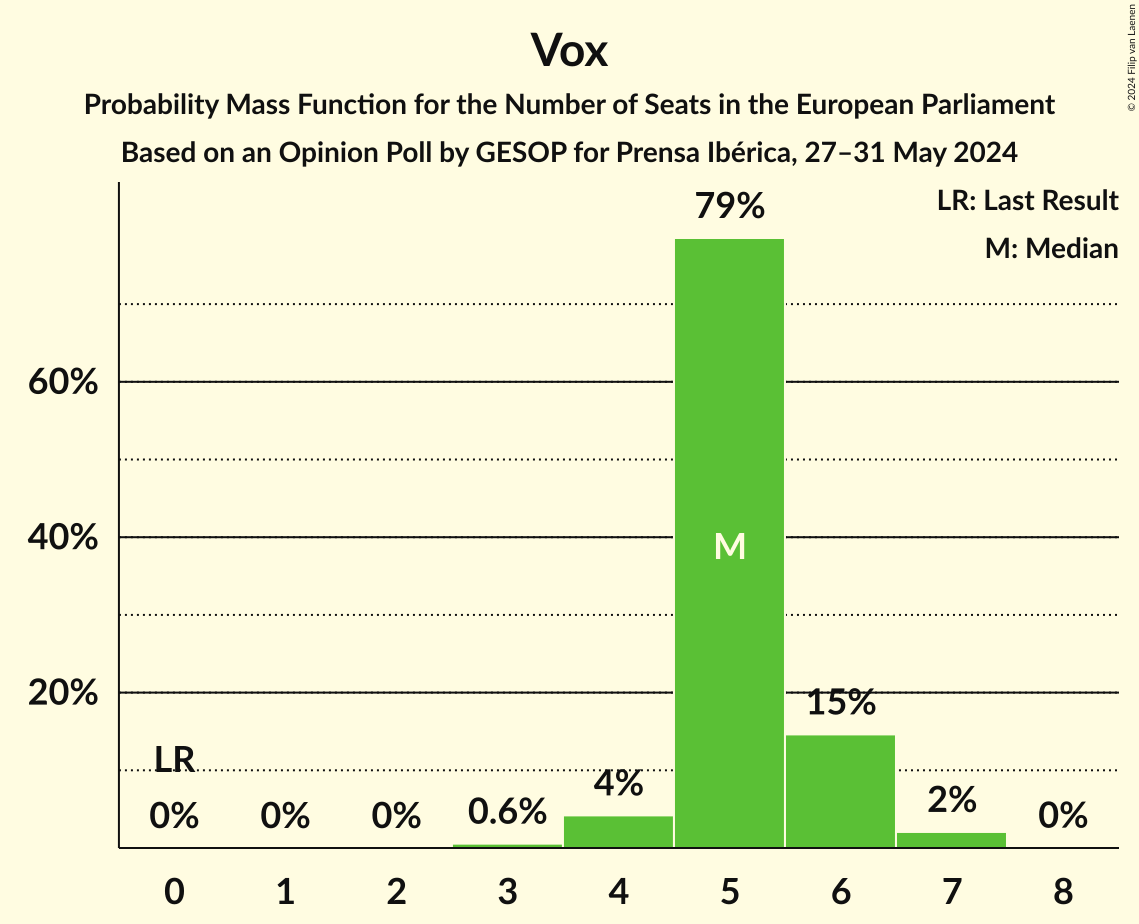 Vox
Probability Mass Function for the Number of Seats in the European Parliament
Based on an Opinion Poll by GESOP for Prensa Ibérica, 27–31 May 2024
© 2024 Filip van Laenen
LR: Last Result
M: Median
79%
60%
40%
M
20%
15%
LR
4%
0%
0%
0%
0.6%
2%
0%
0
1
2
3
4
5
6
7
8